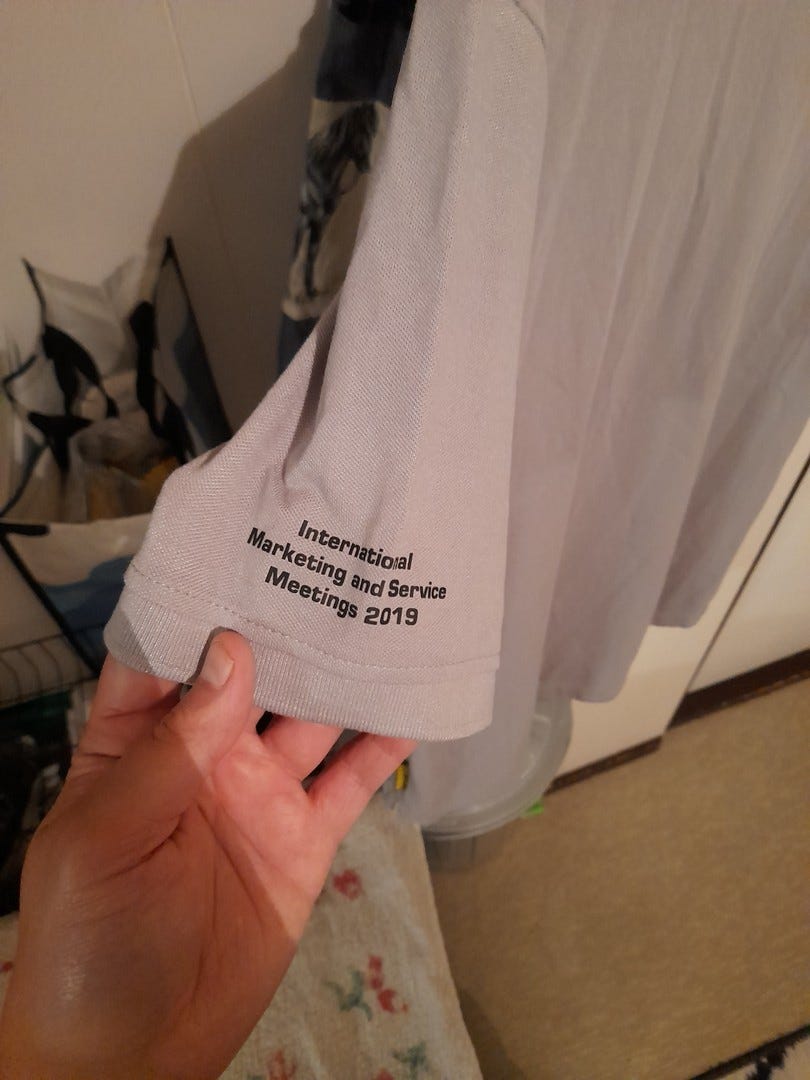 International
Marketing and Service
Meetings 2019